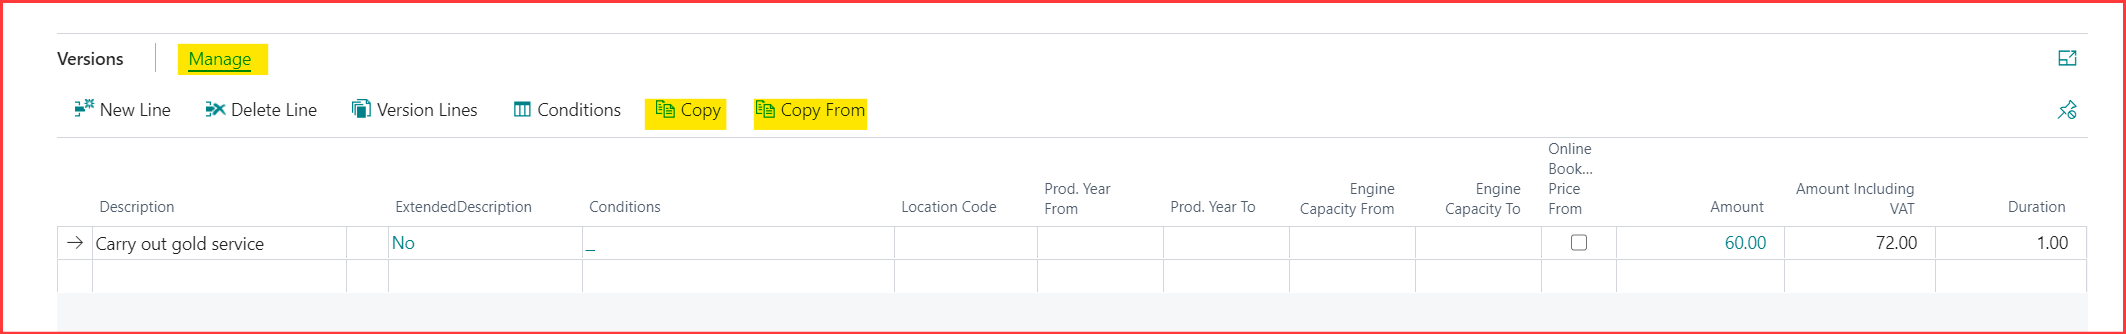 Versions Manage
New Line Delete Line Version Lines Conditions Copy Copy From
Description ExtendedDescription Conditions Location Code Prod. Year From Prod. Year To Engine Capacity From Engine Capacity To Online Book... Price From Amount Amount Including VAT Duration
Carry out gold service No _ 60.00 72.00 1.00